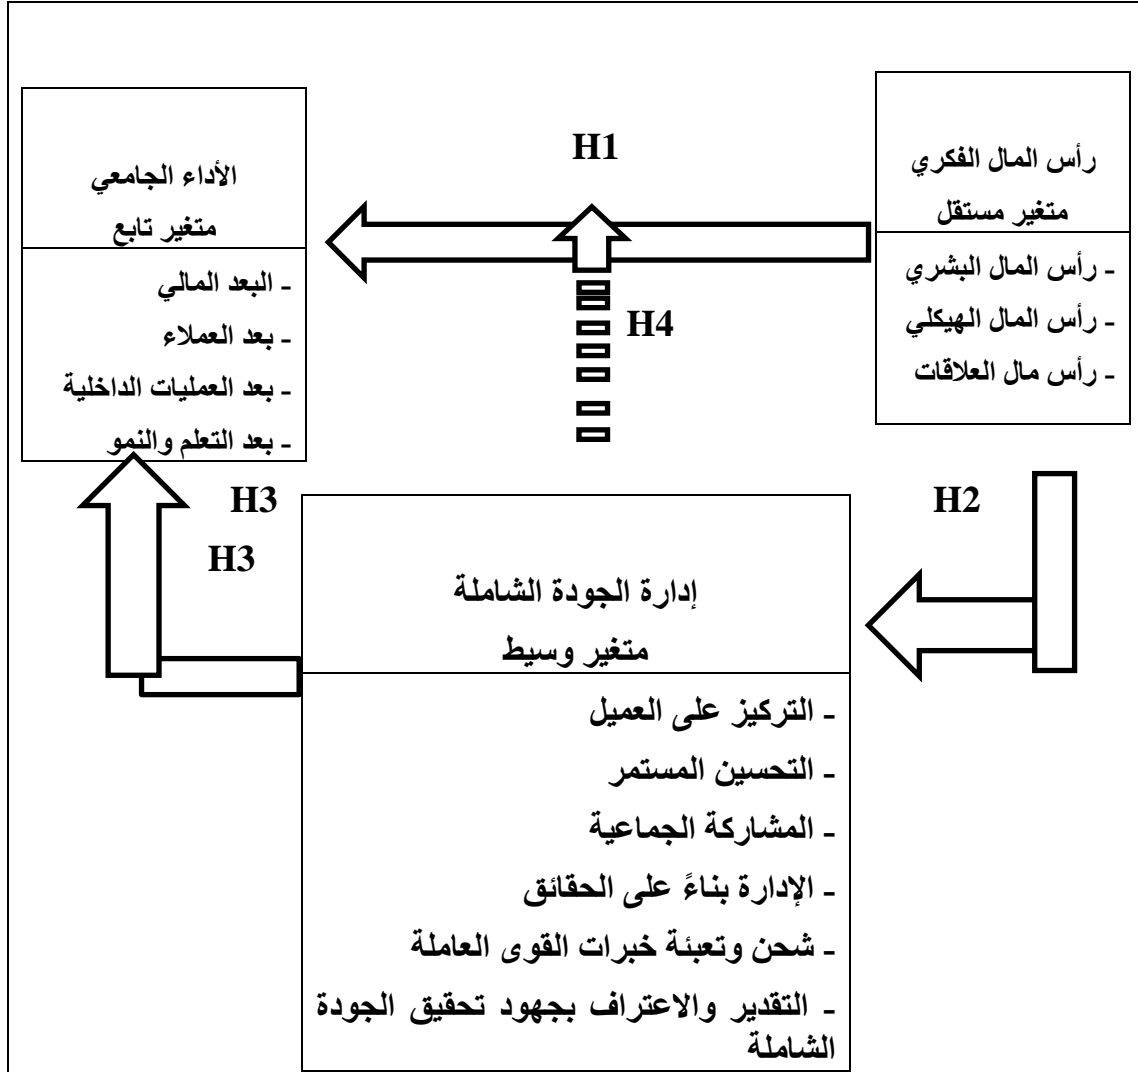 رأس المال الفكري
متغير مستقل
- رأس المال البشري
- رأس المال الهيكلي
- رأس مال العلاقات
H1
H4
الأداء الجامعي
متغير تابع
- البعد المالي
- بعد العملاء
- بعد العمليات الداخلية
- بعد التعلم والنمو
H2
H3
H3
إدارة الجودة الشاملة
متغير وسيط
- التركيز على العميل
- التحسين المستمر
- المشاركة الجماعية
- الإدارة بناءً على الحقائق
- شحن وتعبئة خبرات القوى العاملة
- التقدير والاعتراف بجهود تحقيق الجودة
الشاملة